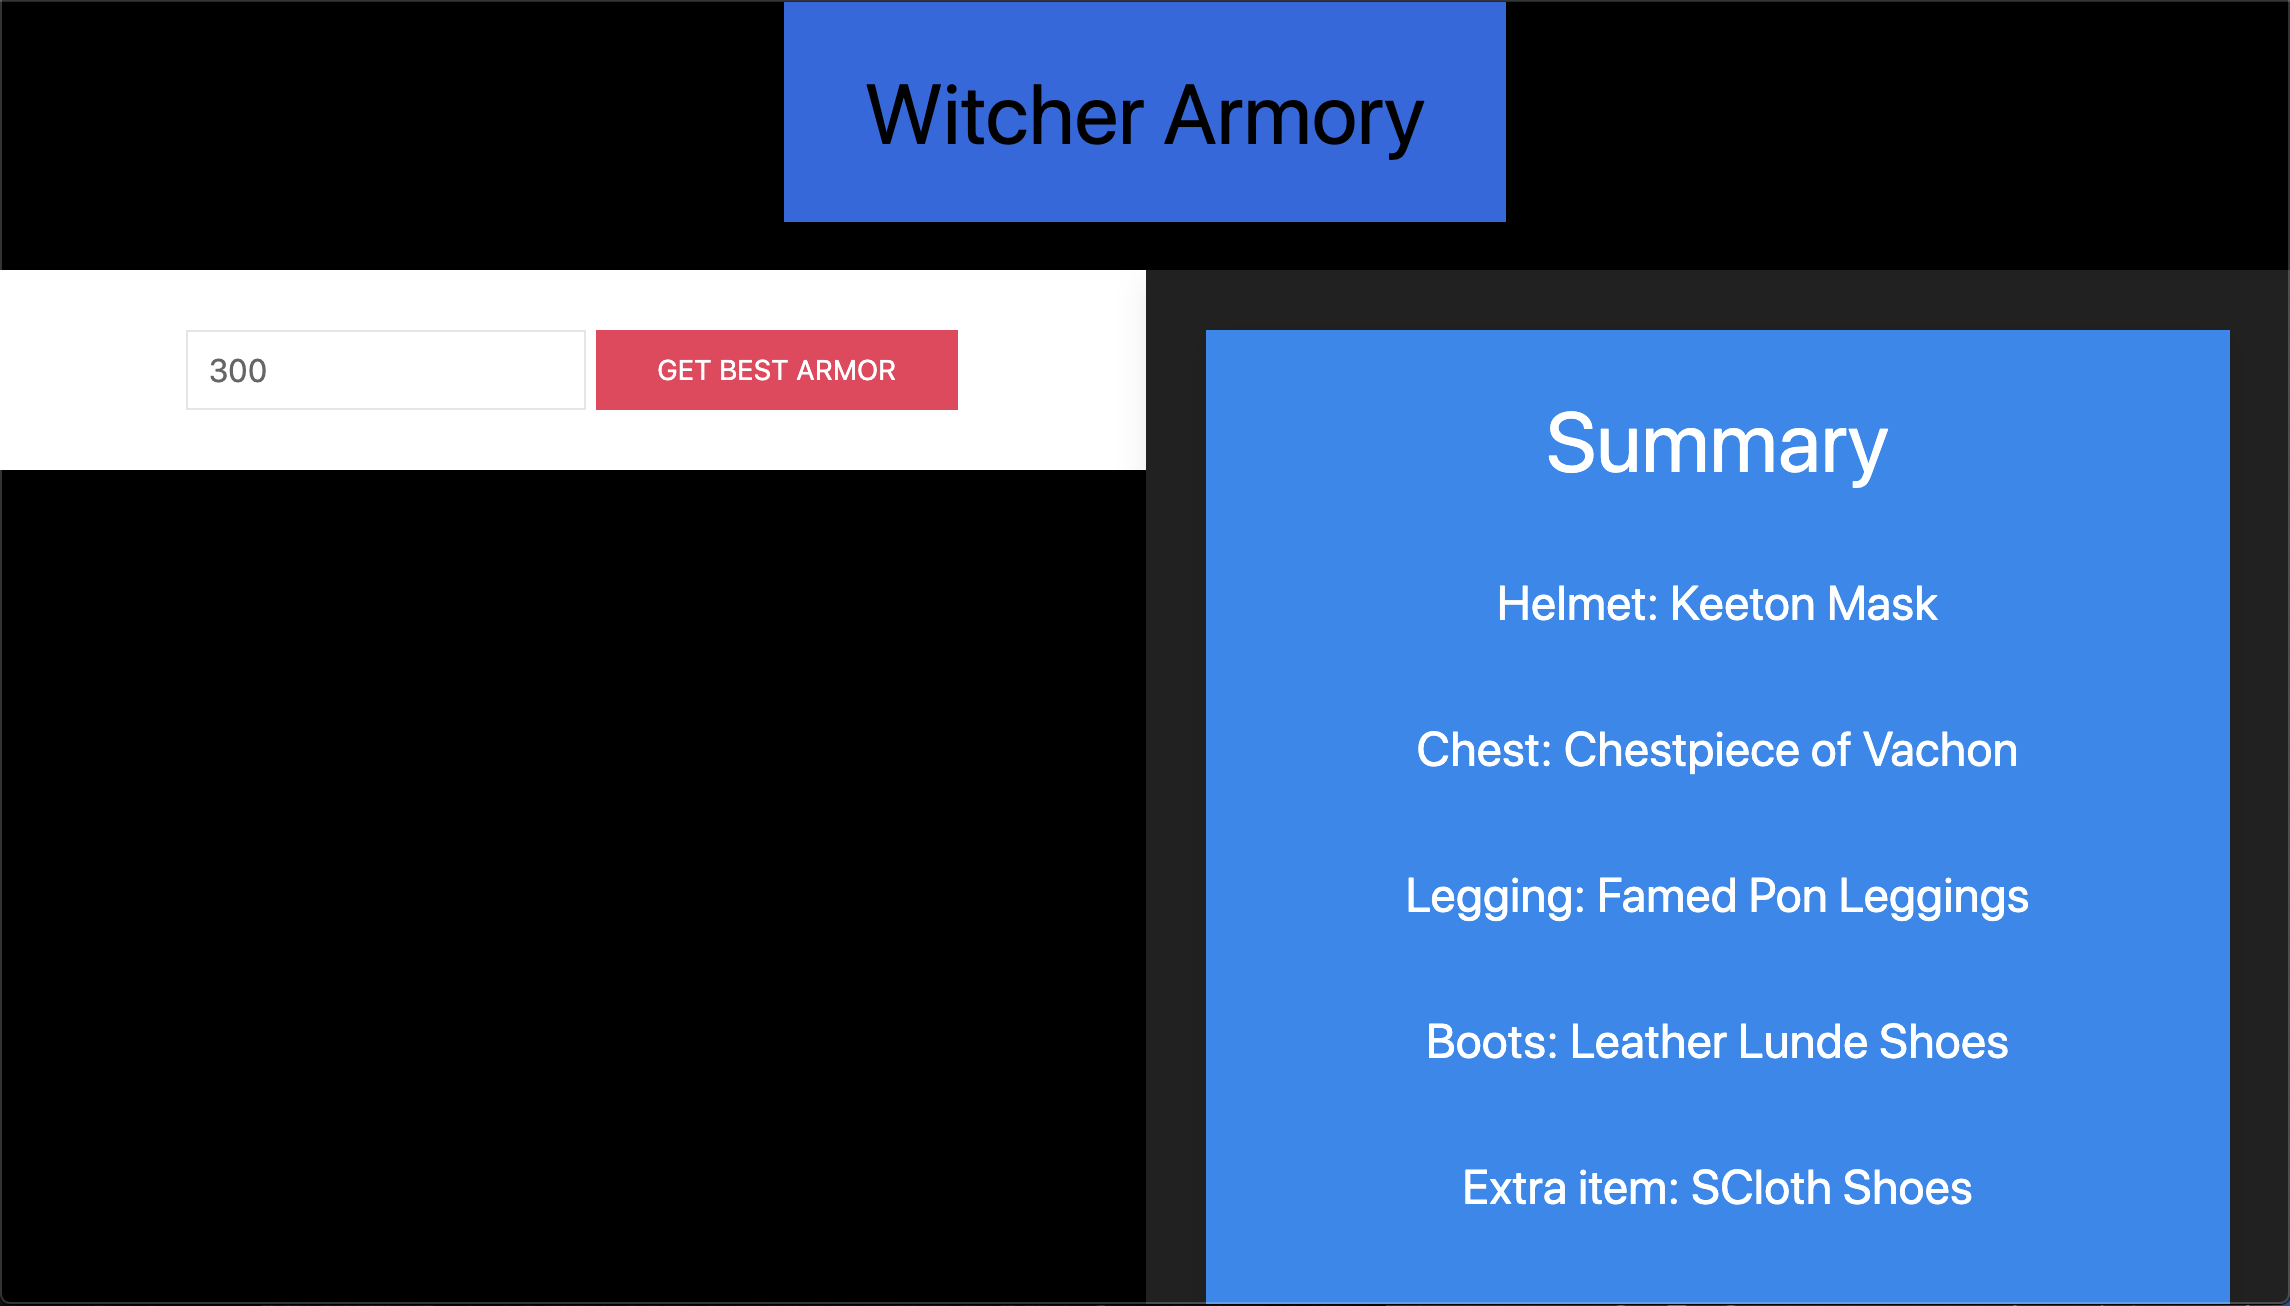 Witcher Armory
300
GET BEST ARMOR
Summary
Helmet: Keeton Mask
Chest: Chestpiece of Vachon
Legging: Famed Pon Leggings
Boots: Leather Lunde Shoes
Extra item: SCloth Shoes